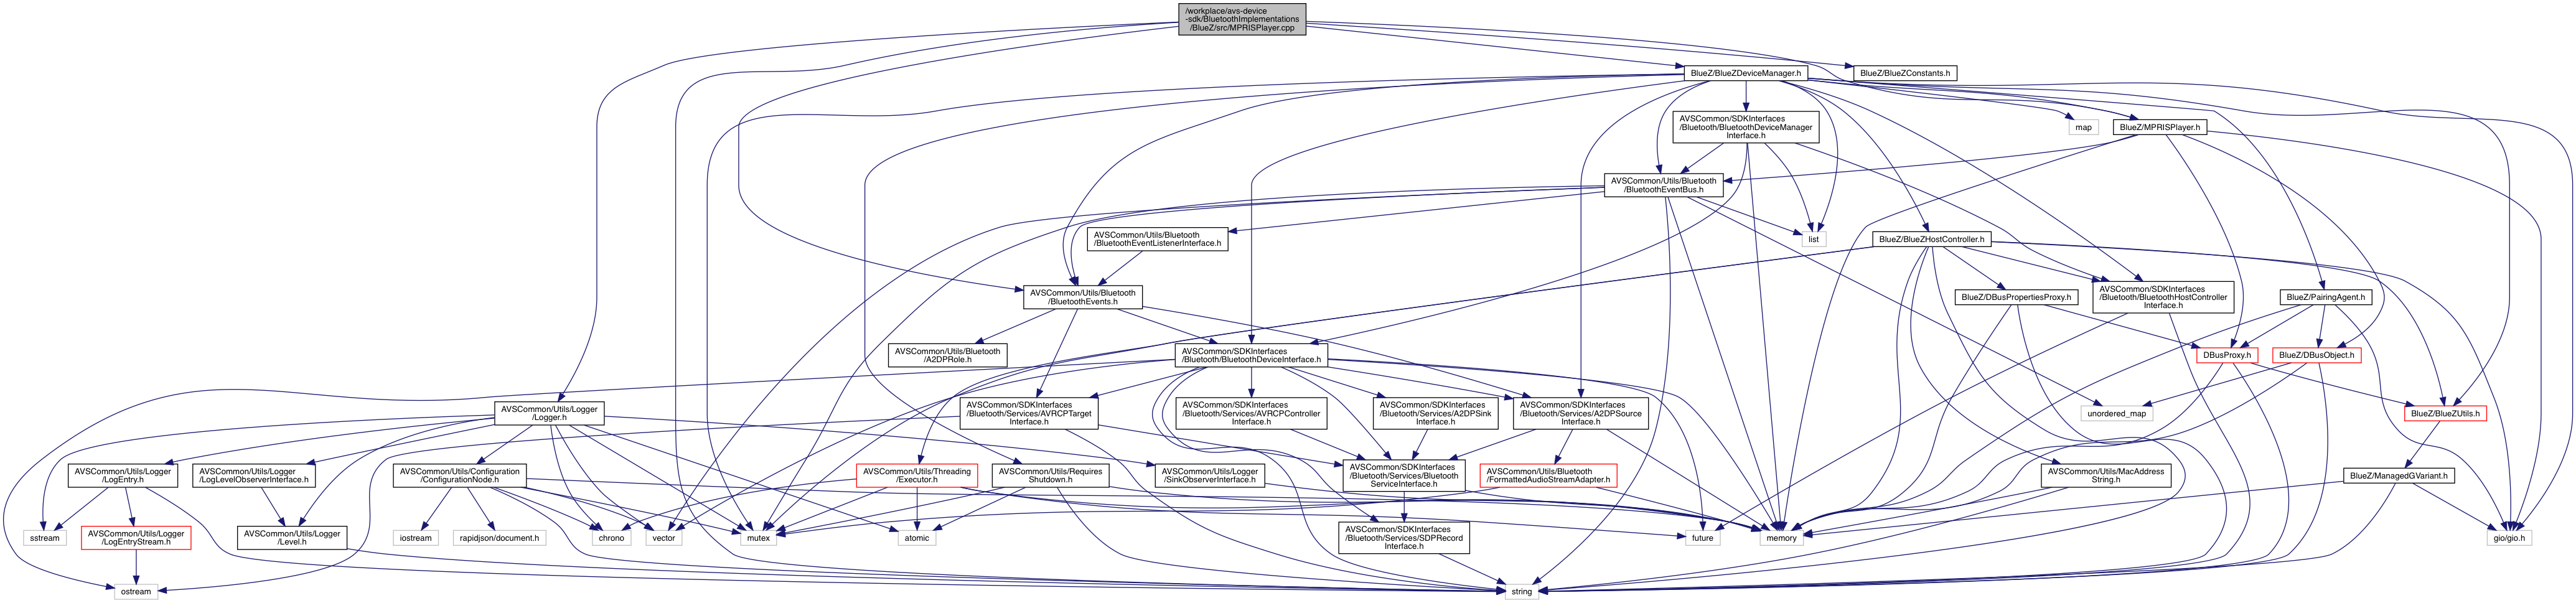 /workplace/avs-device
-sdk/BluetoothImplementations
/BlueZ/src/MPRISPlayer.cpp
BlueZ/BlueZDeviceManager.h
BlueZ/BlueZConstants.h
AVSCommon/SDKInterfaces
/Bluetooth/BluetoothDeviceManager
Interface.h
map
BlueZ/MPRISPlayer.h
AVSCommon/Utils/Bluetooth
/BluetoothEventBus.h
AVSCommon/Utils/Bluetooth
/BluetoothEventListenerInterface.h
list
BlueZ/BlueZHostController.h
AVSCommon/Utils/Bluetooth
/BluetoothEvents.h
BlueZ/DBusPropertiesProxy.h
AVSCommon/SDKInterfaces
/Bluetooth/BluetoothHostController
Interface.h
BlueZ/PairingAgent.h
AVSCommon/Utils/Bluetooth
/A2DPRole.h
AVSCommon/SDKInterfaces
/Bluetooth/BluetoothDeviceInterface.h
DBusProxy.h
BlueZ/DBusObject.h
AVSCommon/Utils/Logger
/Logger.h
AVSCommon/SDKInterfaces
/Bluetooth/Services/AVRCPTarget
Interface.h
AVSCommon/SDKInterfaces
/Bluetooth/Services/AVRCPController
Interface.h
AVSCommon/SDKInterfaces
/Bluetooth/Services/A2DPSink
Interface.h
AVSCommon/SDKInterfaces
/Bluetooth/Services/A2DPSource
Interface.h
unordered_map
BlueZ/BlueZUtils.h
AVSCommon/Utils/Logger
/LogEntry.h
AVSCommon/Utils/Logger
/LogLevelObserverInterface.h
AVSCommon/Utils/Configuration
/ConfigurationNode.h
AVSCommon/Utils/Threading
/Executor.h
AVSCommon/Utils/Requires
Shutdown.h
AVSCommon/Utils/Logger
/SinkObserverInterface.h
AVSCommon/SDKInterfaces
/Bluetooth/Services/Bluetooth
ServiceInterface.h
AVSCommon/Utils/Bluetooth
/FormattedAudioStreamAdapter.h
AVSCommon/Utils/MacAddress
String.h
BlueZ/ManagedGVariant.h
sstream
AVSCommon/Utils/Logger
/LogEntryStream.h
AVSCommon/Utils/Logger
/Level.h
iostream
rapidjson/document.h
chrono
vector
mutex
atomic
AVSCommon/SDKInterfaces
/Bluetooth/Services/SDPRecord
Interface.h
future
memory
gio/gio.h
ostream
string